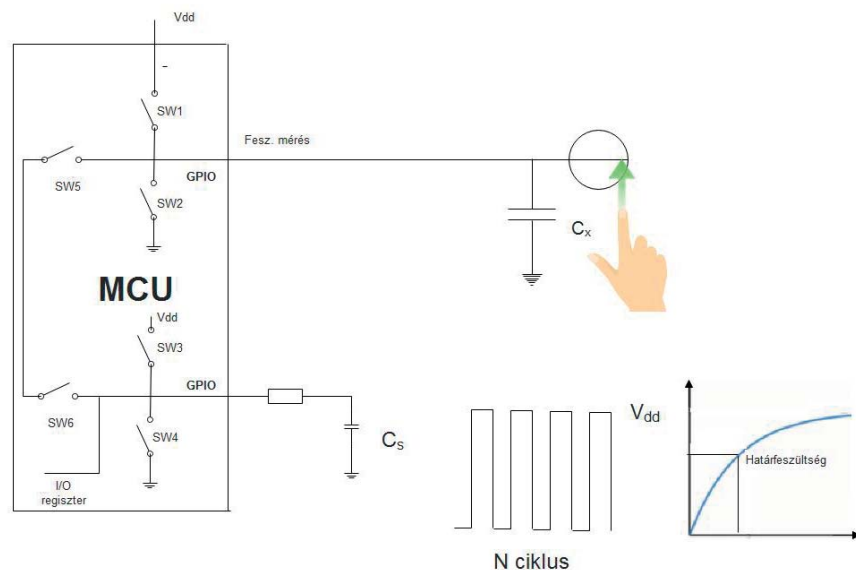 Vdd
SW1
Fesz. mérés
GPIO
SW5
SW2
Cx
MCU
Vdd
SW3
GPIO
SW6
SW4
Cs
I/O
regiszter
Vdd
Határfeszültség
N ciklus